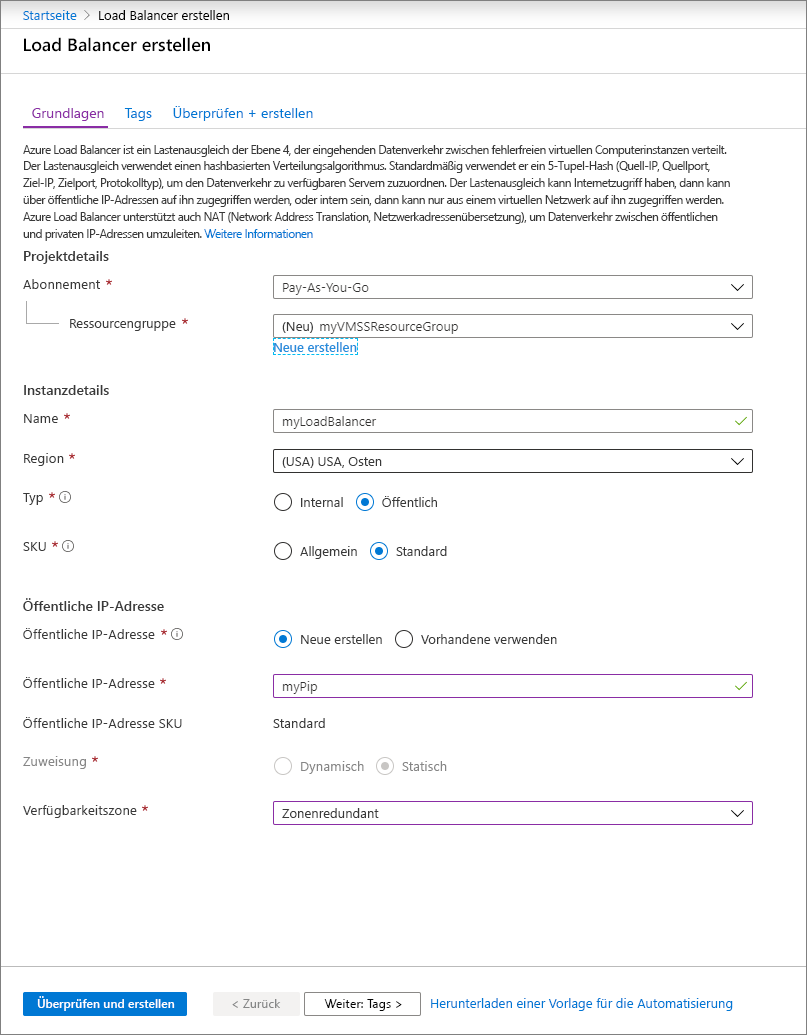 Startseite > Load Balancer erstellen
Load Balancer erstellen
Grundlagen Tags Überprüfen + erstellen
Azure Load Balancer ist ein Lastenausgleich der Ebene 4, der eingehenden Datenverkehr zwischen fehlerfreien virtuellen Computerinstanzen verteilt.
Der Lastenausgleich verwendet einen hashbasierten Verteilungsalgorithmus. Standardmäßig verwendet er ein 5-Tupel-Hash (Quell-IP, Quellport,
Ziel-IP, Zielport, Protokolltyp), um den Datenverkehr zu verfügbaren Servern zuzuordnen. Der Lastenausgleich kann Internetzugriff haben, dann kann
über öffentliche IP-Adressen auf ihn zugegriffen werden, oder intern sein, dann kann nur aus einem virtuellen Netzwerk auf ihn zugegriffen werden.
Azure Load Balancer unterstützt auch NAT (Network Address Translation, Netzwerkadressenübersetzung), um Datenverkehr zwischen öffentlichen
und privaten IP-Adressen umzuleiten. Weitere Informationen
Projektdetails
Abonnement * Pay-As-You-Go
Ressourcengruppe * (Neu) myVMSSResourceGroup
Neue erstellen
Instanzdetails
Name * myLoadBalancer
Region * (USA) USA, Osten
Typ * Internal Öffentlich
SKU * Allgemein Standard
Öffentliche IP-Adresse
Öffentliche IP-Adresse * Neue erstellen Vorhandene verwenden
Öffentliche IP-Adresse * myPip
Öffentliche IP-Adresse SKU Standard
Zuweisung * Dynamisch Statisch
Verfügbarkeitszone * Zonenredundant
Überprüfen und erstellen < Zurück Weiter: Tags > Herunterladen einer Vorlage für die Automatisierung